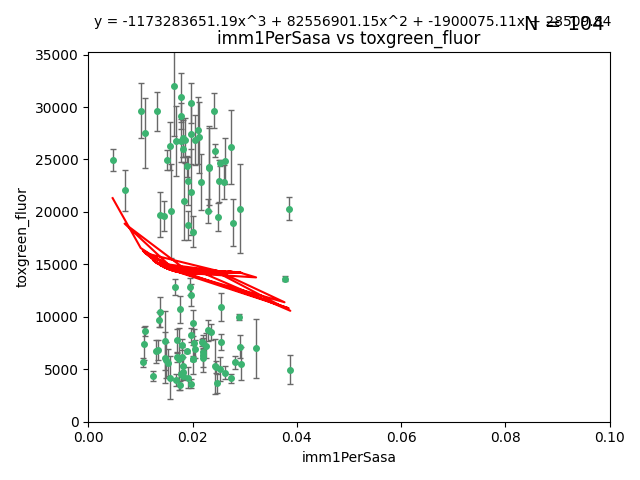 y = -1173283651.19x^3 + 82556901.15x^2 + -1900075.11x + 28509.84
N = 104
imm1PerSasa vs toxgreen_fluor
35000
30000
25000
20000
15000
10000
5000
0
toxgreen_fluor
0.00 0.02 0.04 0.06 0.08 0.10
imm1PerSasa